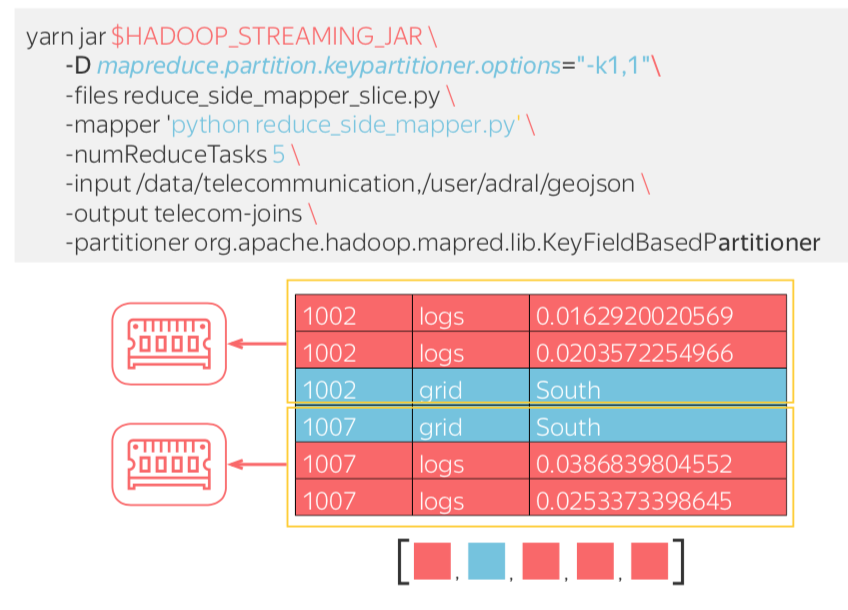 yarn jar $HADOOP_STREAMING_JAR \
-D mapreduce.partition.keypartitioner.options="-k1,1"\
-files reduce_side_mapper_slice.py \
-mapper 'python reduce_side_mapper.py' \
-numReduceTasks 5 \
-input /data/telecommunication,/user/adral/geojson \
-output telecom-joins \
-partitioner org.apache.hadoop.mapred.lib.KeyFieldBasedPartitioner
1002 logs 0.0162920020569
1002 logs 0.0203572254966
1002 grid South
1007 grid South
1007 logs 0.0386839804552
1007 logs 0.0253373398645
[ , , , , ]